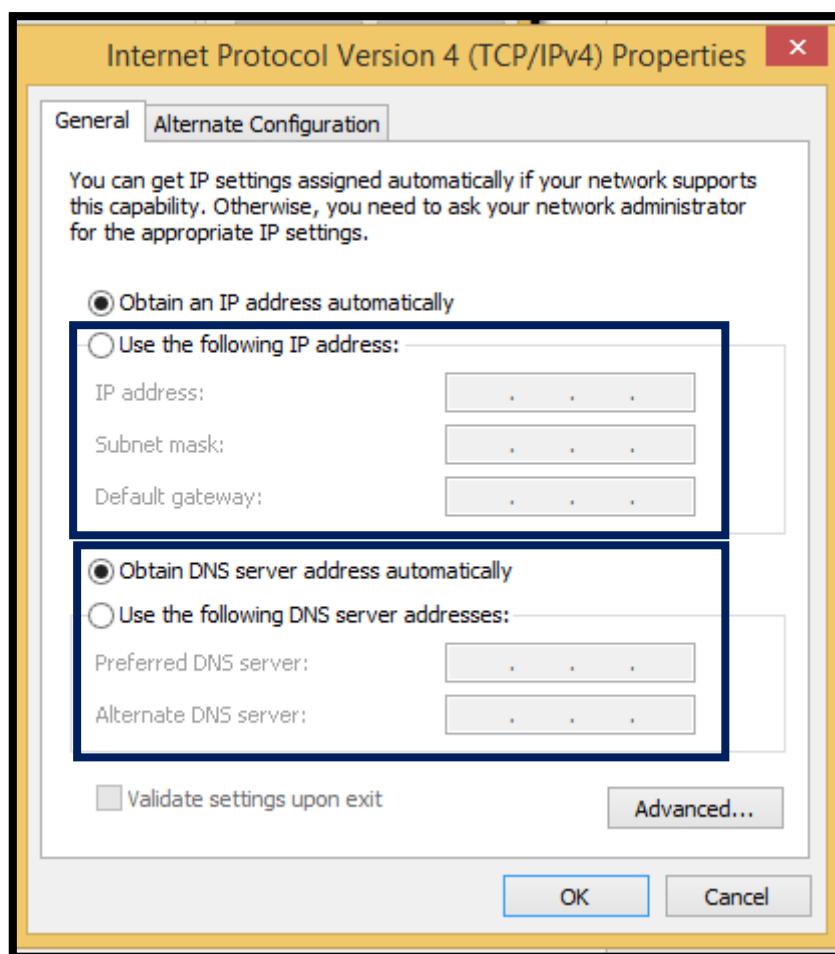 Internet Protocol Version 4 (TCP/IPv4) Properties
General
Alternate Configuration
You can get IP settings assigned automatically if your network supports
this capability. Otherwise, you need to ask your network administrator
for the appropriate IP settings.
Obtain an IP address automatically
Use the following IP address:
IP address:
Subnet mask:
Default gateway:
Obtain DNS server address automatically
Use the following DNS server addresses:
Preferred DNS server:
Alternate DNS server:
Validate settings upon exit
Advanced...
OK
Cancel